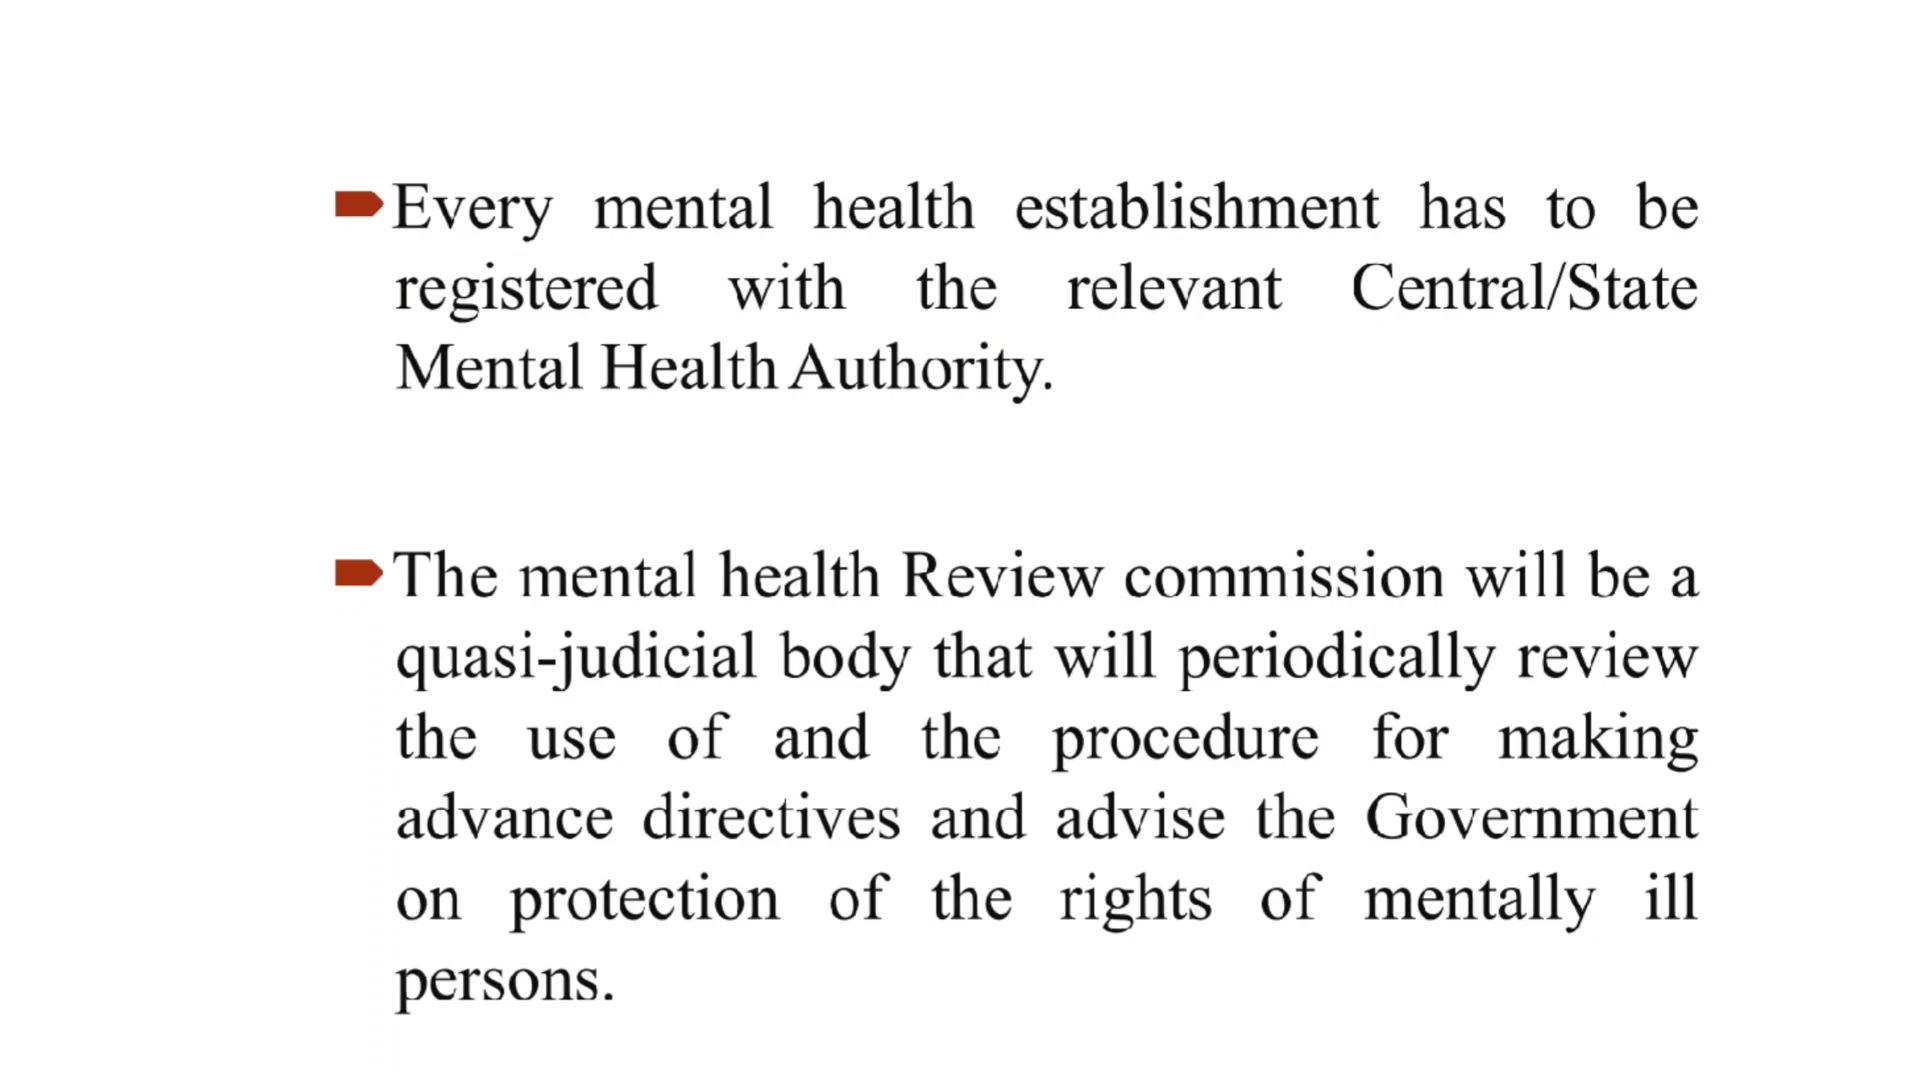 Every mental health establishment has to be
registered with the relevant Central/State
Mental Health Authority.
The mental health Review commission will be a
quasi-judicial body that will periodically review
the use of and the procedure for making
advance directives and advise the Government
on protection of the rights of mentally ill
persons.